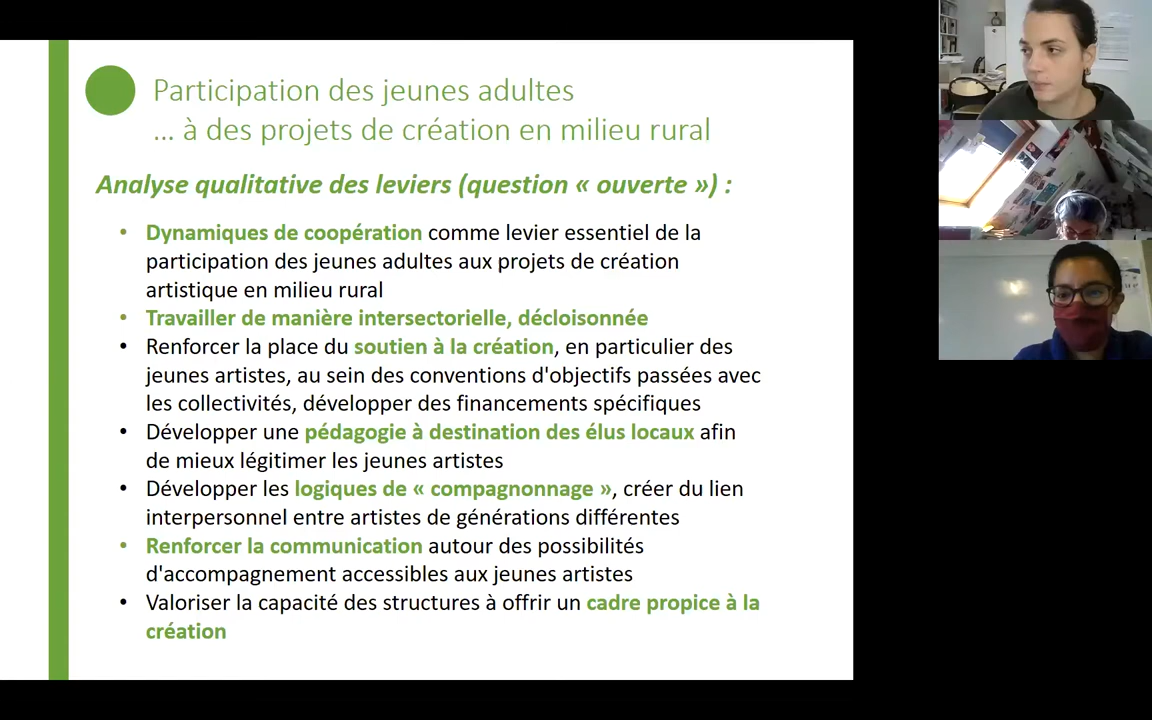 Participation des jeunes adultes
... à des projets de création en milieu rural
Analyse qualitative des leviers (question « ouverte ») :
• Dynamiques de coopération comme levier essentiel de la
participation des jeunes adultes aux projets de création
artistique en milieu rural
• Travailler de manière intersectorielle, décloisonnée
• Renforcer la place du soutien à la création, en particulier des
jeunes artistes, au sein des conventions d'objectifs passées avec
les collectivités, développer des financements spécifiques
• Développer une pédagogie à destination des élus locaux afin
de mieux légitimer les jeunes artistes
• Développer les logiques de « compagnonnage », créer du lien
interpersonnel entre artistes de générations différentes
• Renforcer la communication autour des possibilités
d'accompagnement accessibles aux jeunes artistes
• Valoriser la capacité des structures à offrir un cadre propice à la
création